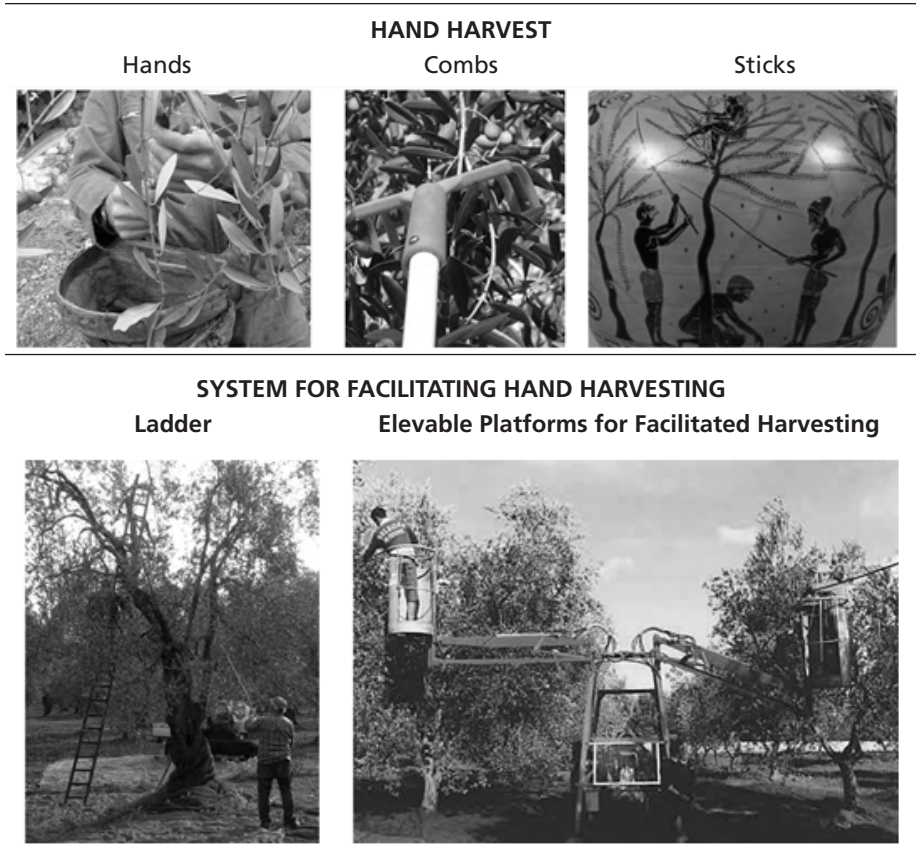 HAND HARVEST
Hands Combs Sticks
SYSTEM FOR FACILITATING HAND HARVESTING
Ladder Elevable Platforms for Facilitated Harvesting